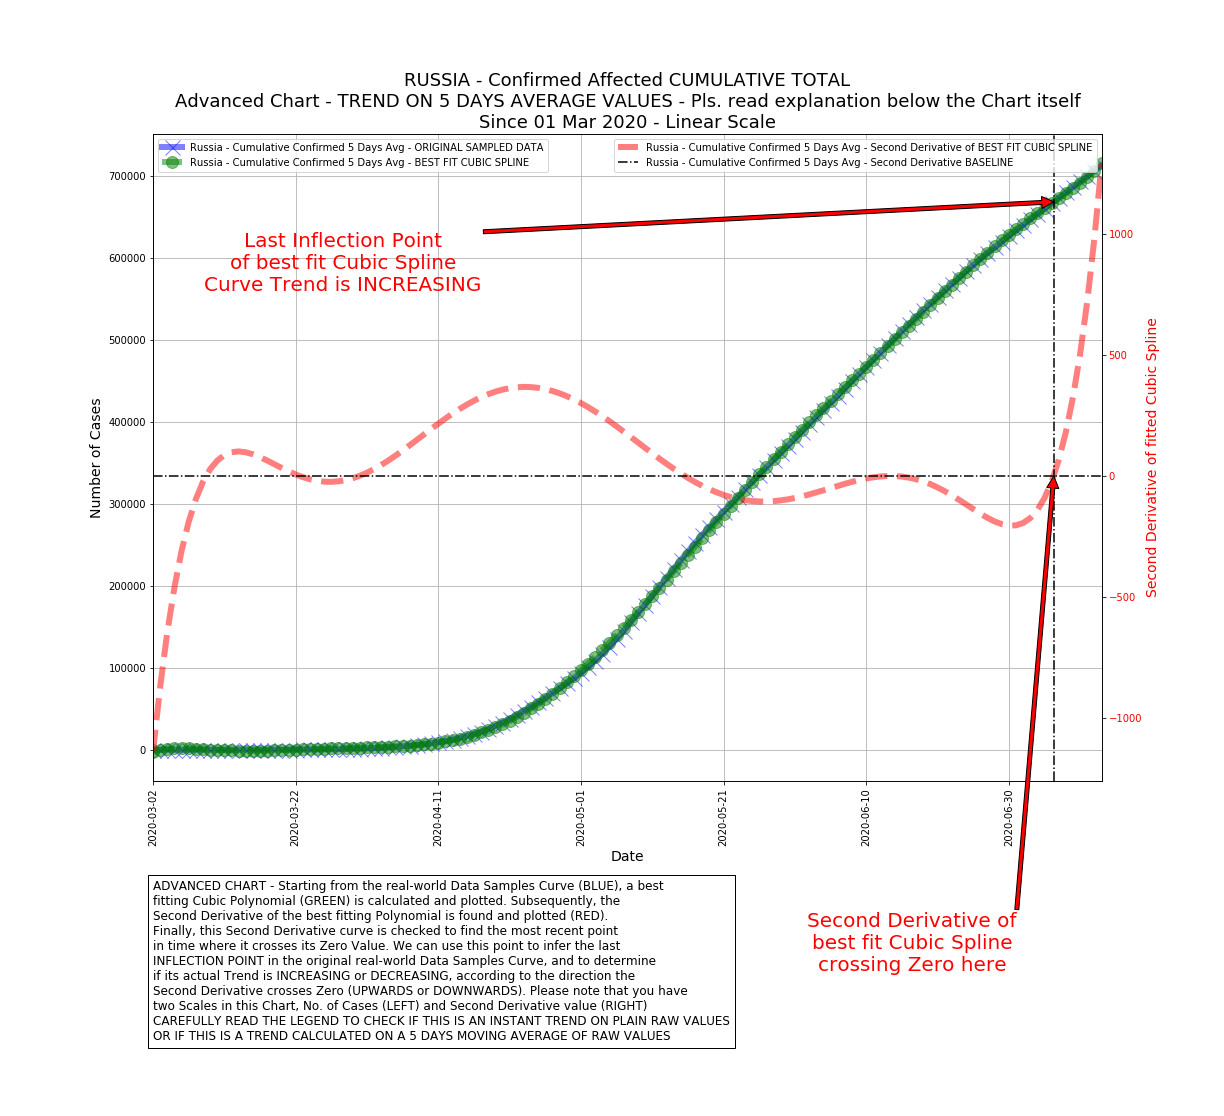 RUSSIA - Confirmed Affected CUMULATIVE TOTAL
Advanced Chart - TREND ON 5 DAYS AVERAGE VALUES - Pls. read explanation below the Chart itself
Since 01 Mar 2020 - Linear Scale
Russia - Cumulative Confirmed 5 Days Avg - ORIGINAL SAMPLED DATA
Russia - Cumulative Confirmed 5 Days Avg - BEST FIT CUBIC SPLINE
Russia - Cumulative Confirmed 5 Days Avg - Second Derivative of BEST FIT CUBIC SPLINE
Russia - Cumulative Confirmed 5 Days Avg - Second Derivative BASELINE
Last Inflection Point
of best fit Cubic Spline
Curve Trend is INCREASING
Number of Cases
700000
600000
500000
400000
300000
200000
100000
0
1000
500
0
−500
−1000
Second Derivative of fitted Cubic Spline
2020-03-02
2020-03-22
2020-04-11
2020-05-01
2020-05-21
2020-06-10
2020-06-30
Date
Second Derivative of
best fit Cubic Spline
crossing Zero here
ADVANCED CHART - Starting from the real-world Data Samples Curve (BLUE), a best
fitting Cubic Polynomial (GREEN) is calculated and plotted. Subsequently, the
Second Derivative of the best fitting Polynomial is found and plotted (RED).
Finally, this Second Derivative curve is checked to find the most recent point
in time where it crosses its Zero Value. We can use this point to infer the last
INFLECTION POINT in the original real-world Data Samples Curve, and to determine
if its actual Trend is INCREASING or DECREASING, according to the direction the
Second Derivative crosses Zero (UPWARDS or DOWNWARDS). Please note that you have
two Scales in this Chart, No. of Cases (LEFT) and Second Derivative value (RIGHT)
CAREFULLY READ THE LEGEND TO CHECK IF THIS IS AN INSTANT TREND ON PLAIN RAW VALUES
OR IF THIS IS A TREND CALCULATED ON A 5 DAYS MOVING AVERAGE OF RAW VALUES